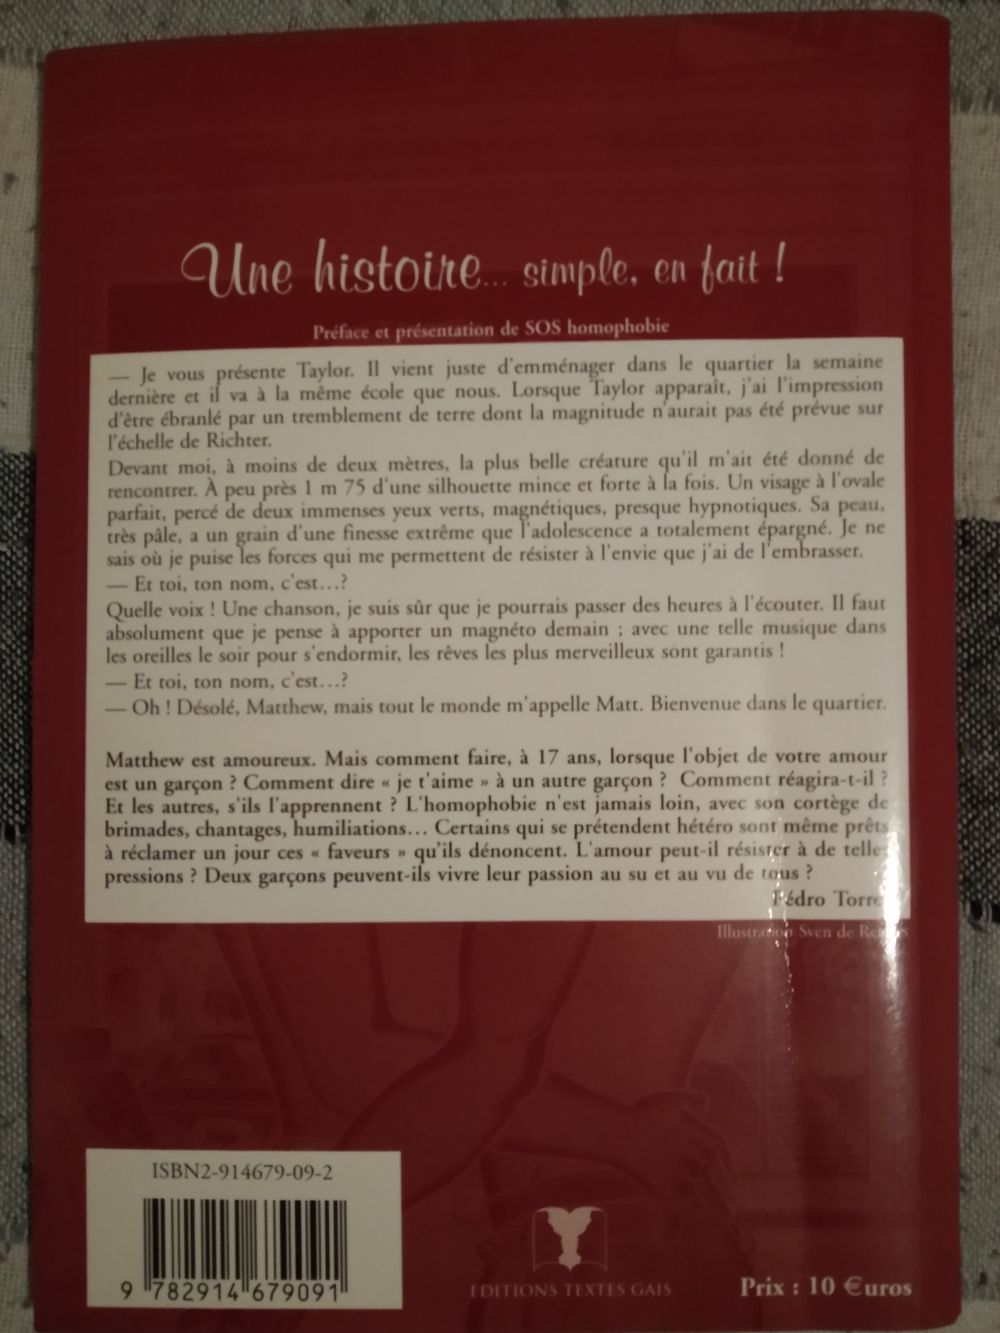 Une histoire... simple, en fait !
Préface et présentation de SOS homophobie
— Je vous présente Taylor. Il vient juste d'emménager dans le quartier la semaine
dernière et il va à la même école que nous. Lorsque Taylor apparaît, j'ai l'impression
d'être ébranlé par un tremblement de terre dont la magnitude n'aurait pas été prévue sur
l'échelle de Richter.
Devant moi, à moins de deux mètres, la plus belle créature qu'il m'ait été donné de
rencontrer. À peu près 1 m 75 d'une silhouette mince et forte à la fois. Un visage à l'ovale
parfait, percé de deux immenses yeux verts, magnétiques, presque hypnotiques. Sa peau,
très pâle, a un grain d'une finesse extrême que l'adolescence a totalement épargné. Je ne
sais où je puise les forces qui me permettent de résister à l'envie que j'ai de l'embrasser.
— Et toi, ton nom, c'est...?
Quelle voix ! Une chanson, je suis sûr que je pourrais passer des heures à l'écouter. Il faut
absolument que je pense à apporter un magnéto demain ; avec une telle musique dans
les oreilles le soir pour s'endormir, les rêves les plus merveilleux sont garantis !
— Et toi, ton nom, c'est...?
— Oh ! Désolé, Matthew, mais tout le monde m'appelle Matt. Bienvenue dans le quartier.
Matthew est amoureux. Mais comment faire, à 17 ans, lorsque l'objet de votre amour
est un garçon ? Comment dire « je t'aime » à un autre garçon ? Comment réagira-t-il ?
Et les autres, s'ils l'apprennent ? L'homophobie n'est jamais loin, avec son cortège de
brimades, chantages, humiliations... Certains qui se prétendent hétéro sont même prêts
à réclamer un jour ces « faveurs » qu'ils dénoncent. L'amour peut-il résister à de telles
pressions ? Deux garçons peuvent-ils vivre leur passion au su et au vu de tous ?
Pédro
Illustration Sven de
ISBN2-914679-09-2
9 782914 679091
EDITIONS TEXTES GAIS
Prix : 10 €uros